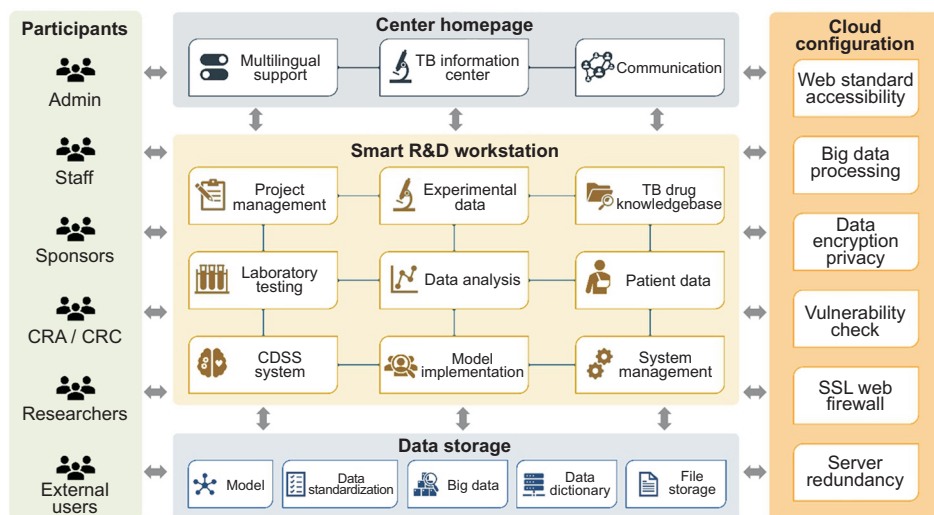 Participants
Admin
Staff
Sponsors
CRA / CRC
Researchers
External
users
Center homepage
Multilingual
support
TB information
center
Communication
Smart R&D workstation
Project
management
Experimental
data
TB drug
knowledgebase
Laboratory
testing
Data analysis
Patient data
CDSS
system
Model
implementation
System
management
Data storage
Model
Data
standardization
Big data
Data
dictionary
File
storage
Cloud
configuration
Web standard
accessibility
Big data
processing
Data
encryption
privacy
Vulnerability
check
SSL web
firewall
Server
redundancy